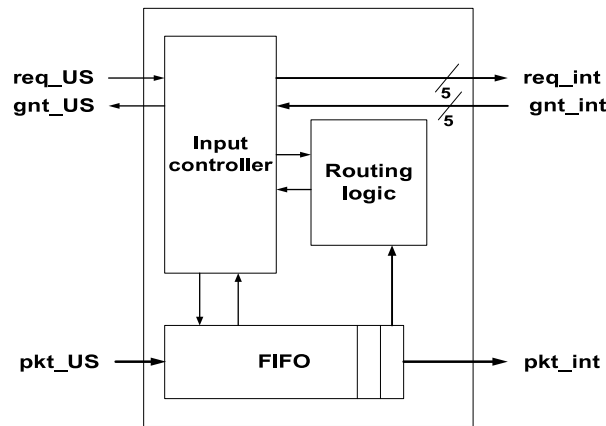 req_US
gnt_US
5
5
req_int
gnt_int
Input
controller
Routing
logic
pkt_US
FIFO
pkt_int